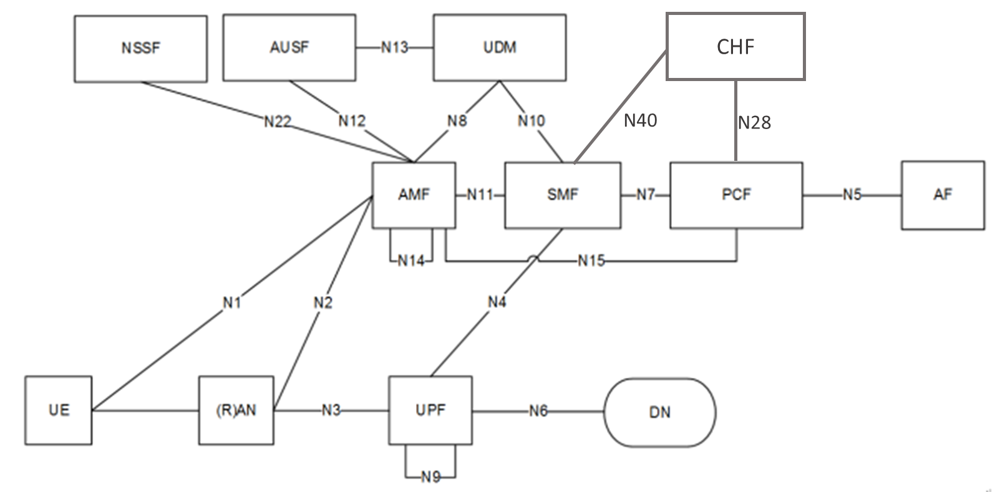 NSSF
AUSF
N13
UDM
CHF
N22
N12
N8
N10
N40
N28
AMF
N11
SMF
N7
PCF
N5
AF
N14
N15
N1
N2
N4
UE
(R)AN
N3
UPF
N6
DN
N9